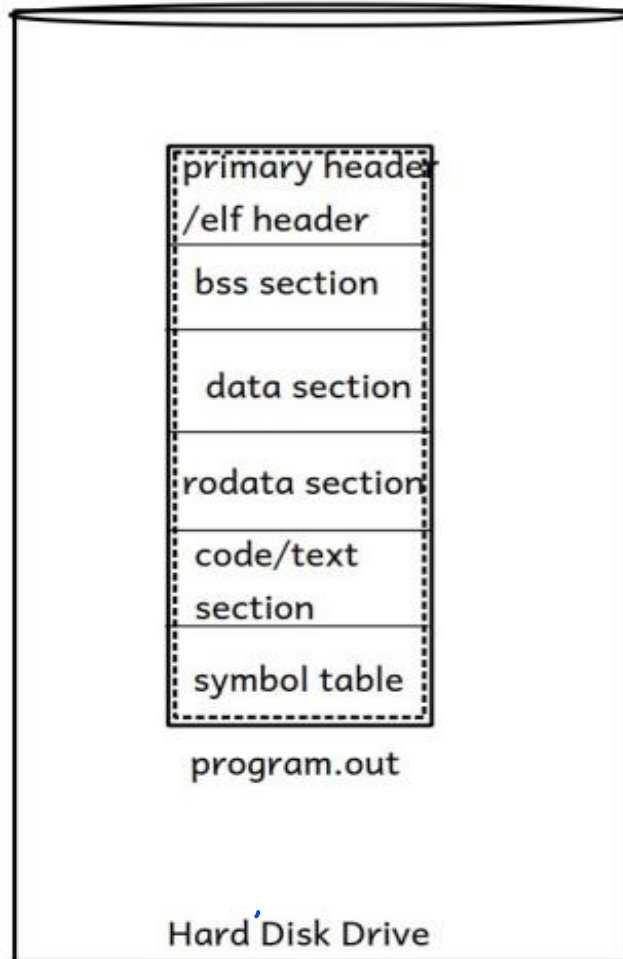 primary header
/elf header
bss section
data section
rodata section
code/text
section
symbol table
program.out
Hard Disk Drive